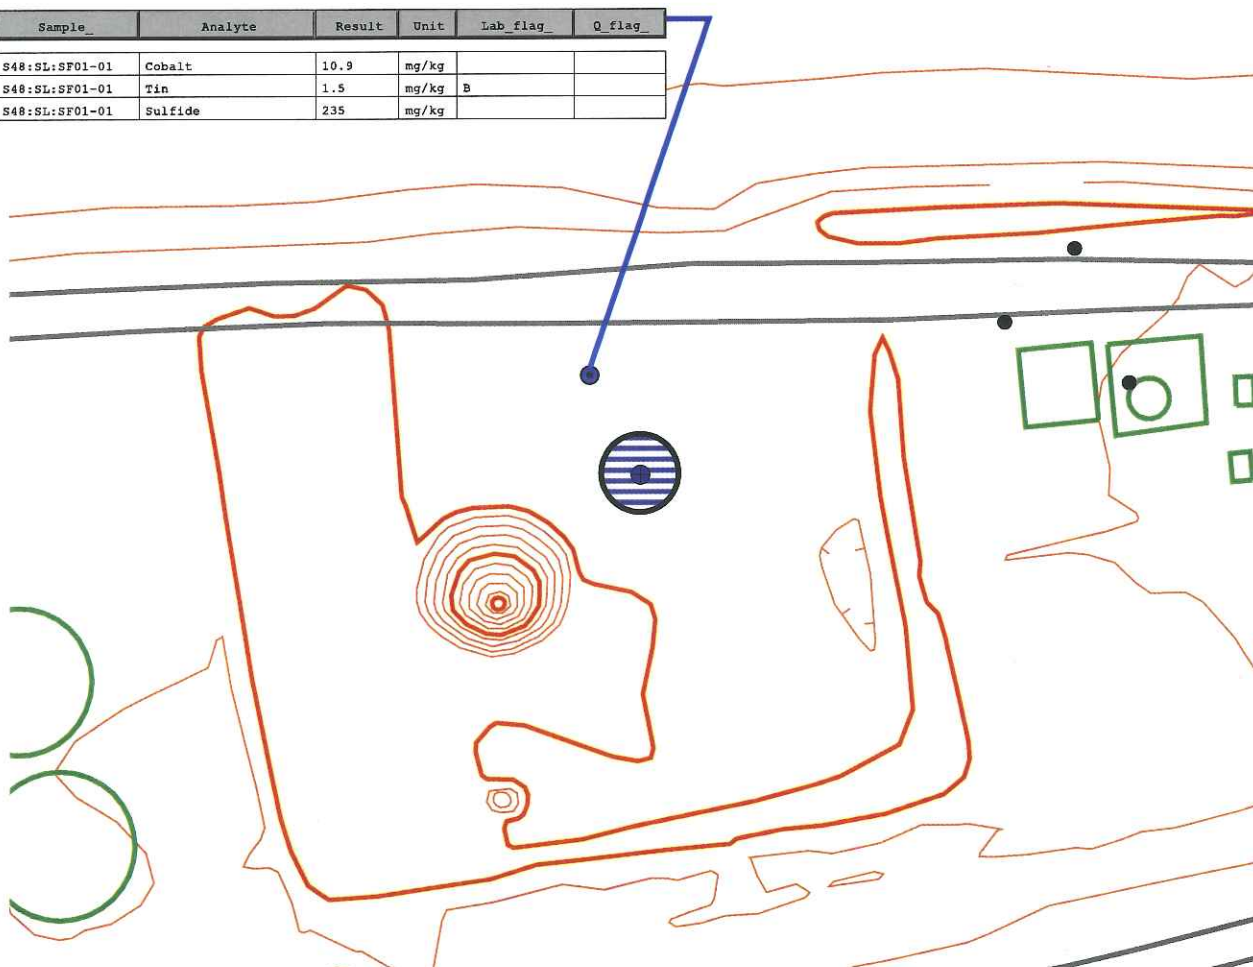 Sample_ Analyte Result Unit Lab_flag_ Q_flag_
S48:SL:SF01-01 Cobalt 10.9 mg/kg
S48:SL:SF01-01 Tin 1.5 mg/kg B
S48:SL:SF01-01 Sulfide 235 mg/kg